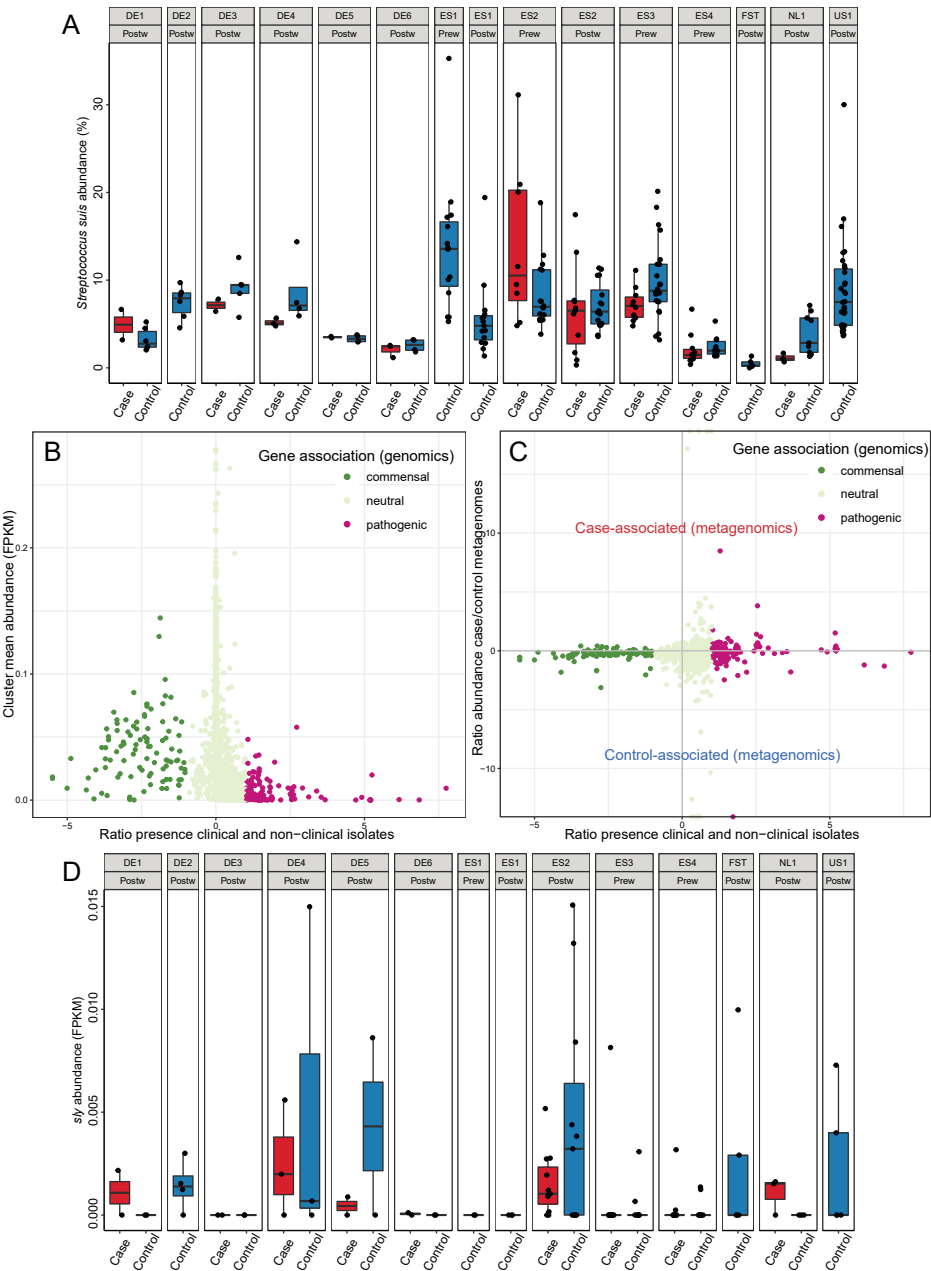 A
DE1 DE2 DE3 DE4 DE5 DE6 ES1 ES1 ES2 ES2 ES3 ES4 FST NL1 US1
Postw Postw Postw Postw Postw Postw Prew Postw Prew Postw Prew Prew Postw Postw Postw
Streptococcus suis abundance (%)
30
20
10
0
Case Control Control Case Control Case Control Case Control Case Control Control Control Case Control Case Control Case Control Case Control Control Case Control Control
B
Gene association (genomics)
commensal
neutral
pathogenic
Cluster mean abundance (FPKM)
0.2
0.1
0.0
−5 0 5
Ratio presence clinical and non−clinical isolates
C
Gene association (genomics)
commensal
neutral
pathogenic
Case-associated (metagenomics)
Control-associated (metagenomics)
Ratio abundance case/control metagenomes
10
0
−10
−5 0 5
Ratio presence clinical and non−clinical isolates
D
DE1 DE2 DE3 DE4 DE5 DE6 ES1 ES1 ES2 ES3 ES4 FST NL1 US1
Postw Postw Postw Postw Postw Postw Prew Postw Postw Prew Prew Postw Postw Postw
sly abundance (FPKM)
0.015
0.010
0.005
0.000
Case Control Control Case Control Case Control Case Control Case Control Control Control Case Control Case Control Case Control Control Case Control Control